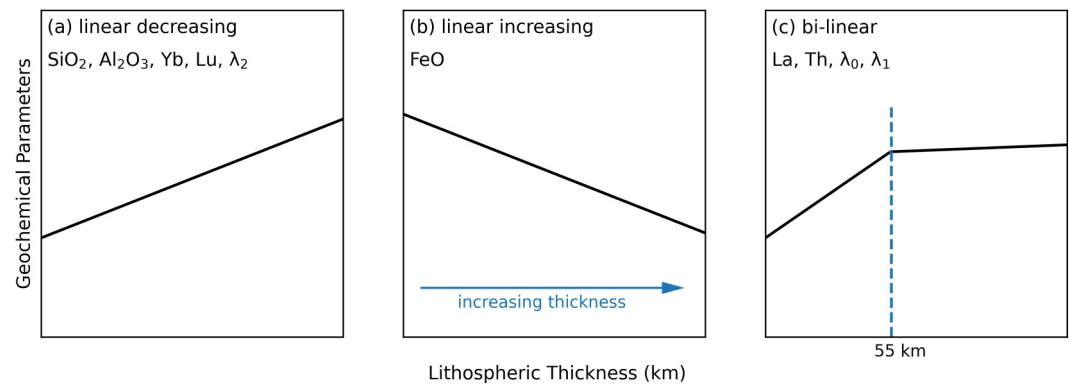 (a) linear decreasing
SiO₂, Al₂O₃, Yb, Lu, λ₂
(b) linear increasing
FeO
(c) bi-linear
La, Th, λ₀, λ₁
Geochemical Parameters
increasing thickness
55 km
Lithospheric Thickness (km)